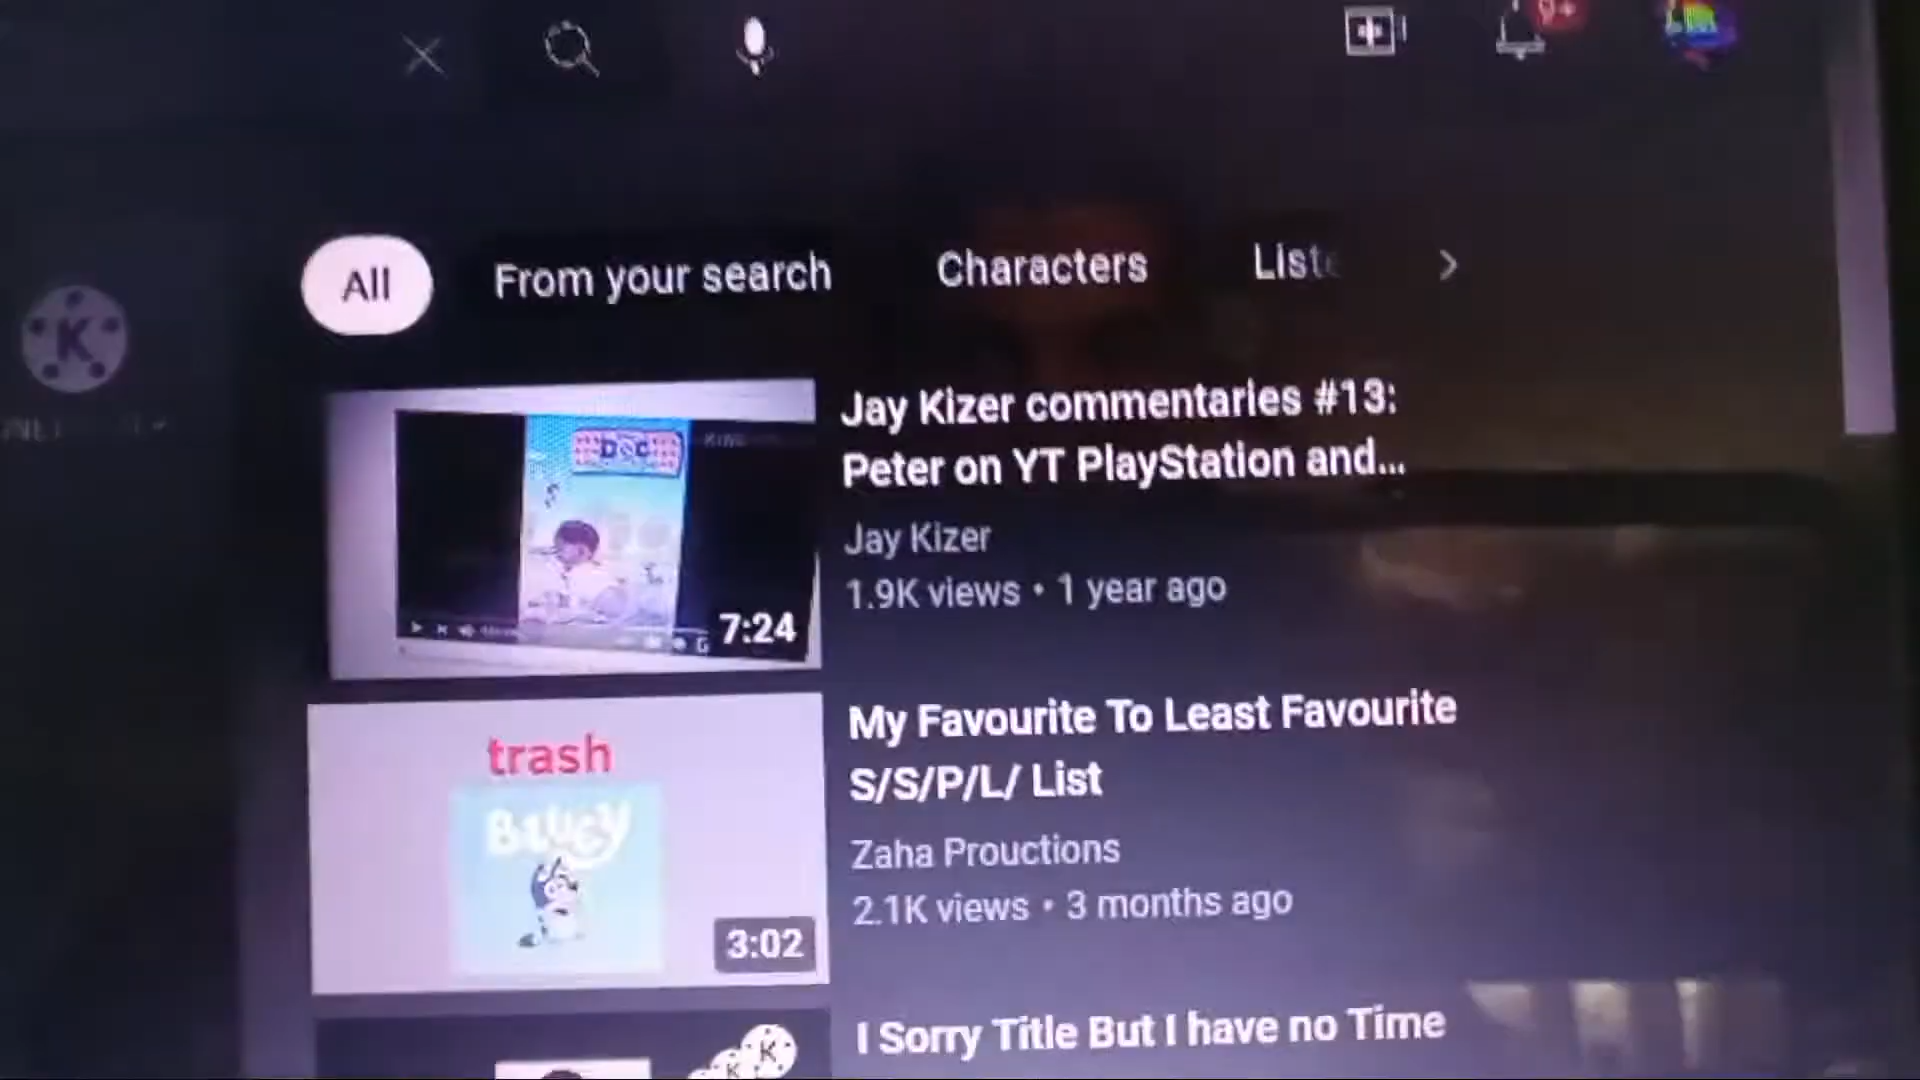 9+
All
From your search
Characters
Liste
K
Jay Kizer commentaries #13:
Peter on YT PlayStation and...
Jay Kizer
1.9K views • 1 year ago
7:24
My Favourite To Least Favourite
S/S/P/L/ List
trash
Bluey
Zaha Prouctions
2.1K views • 3 months ago
3:02
I Sorry Title But I have no Time
K
K